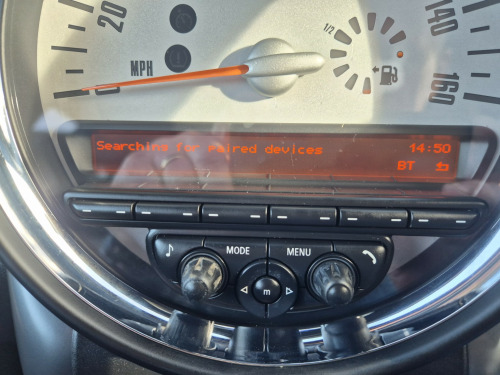 20
1/2
140
MPH
160
Searching for paired devices 14:50
BT
MODE MENU
m